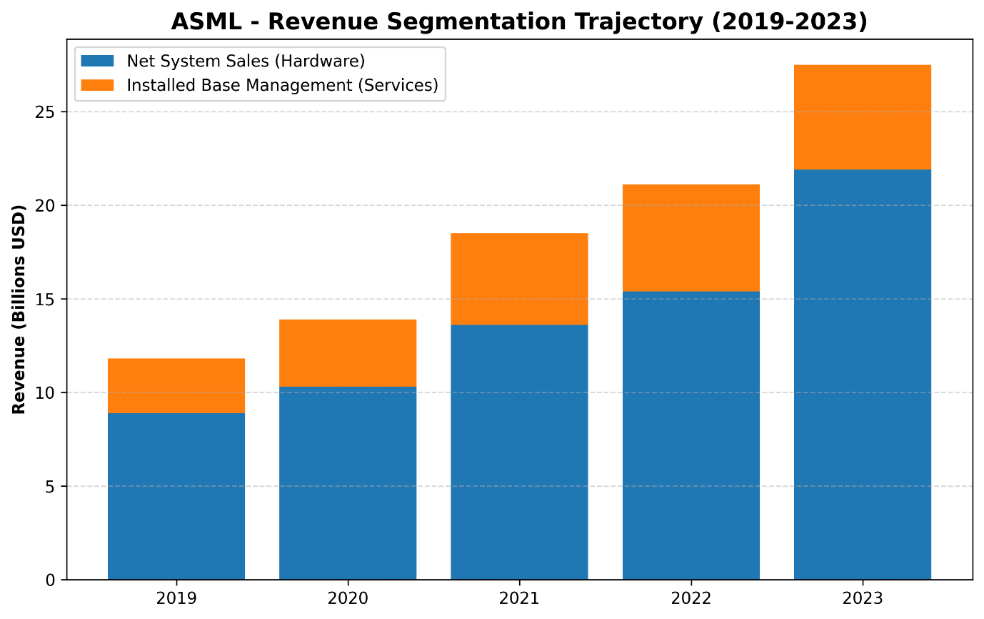 ASML - Revenue Segmentation Trajectory (2019-2023)
Net System Sales (Hardware)
Installed Base Management (Services)
Revenue (Billions USD)
25
20
15
10
5
0
2019 2020 2021 2022 2023